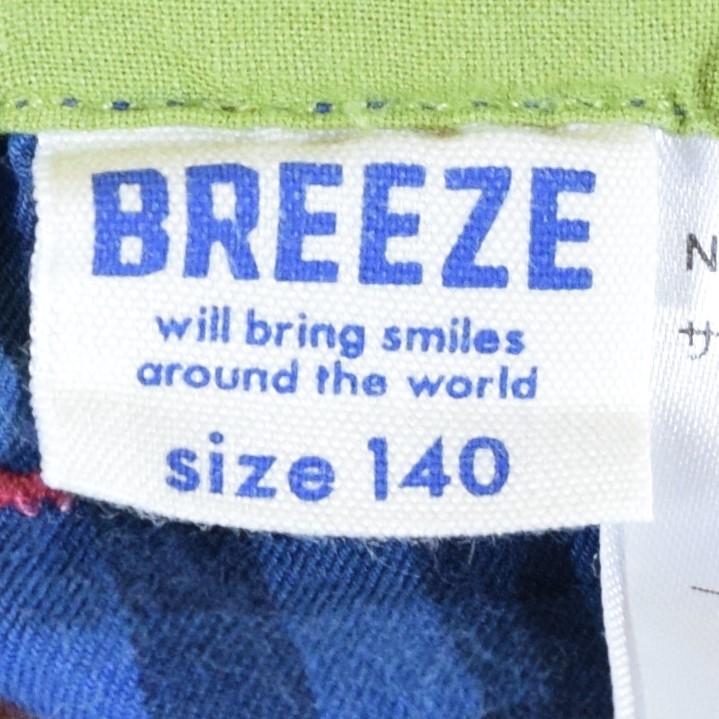 BREEZE
will bring smiles
around the world
size 140